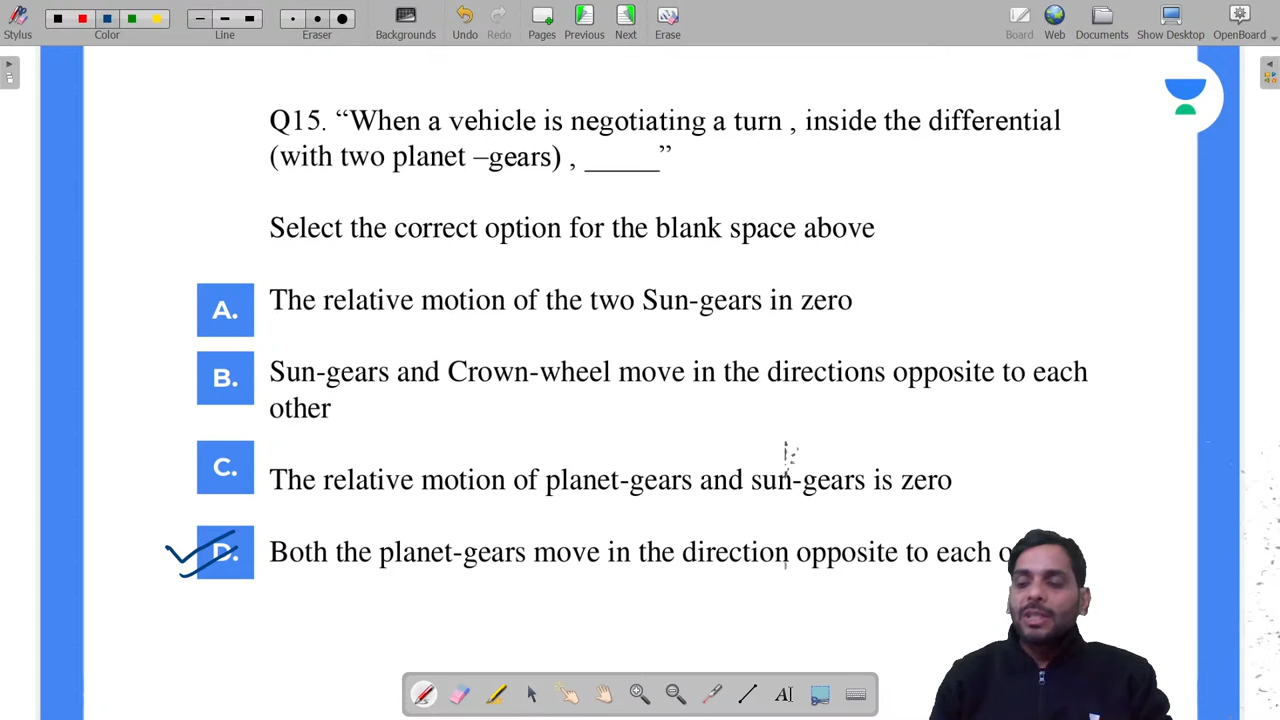 Stylus
Color
Line
Eraser
Backgrounds
Undo
Redo
Pages
Previous
Next
Erase
Board
Web
Documents
Show Desktop
OpenBoard
Q15. “When a vehicle is negotiating a turn , inside the differential
(with two planet –gears) , _____”
Select the correct option for the blank space above
A. The relative motion of the two Sun-gears in zero
B. Sun-gears and Crown-wheel move in the directions opposite to each
other
C. The relative motion of planet-gears and sun-gears is zero
D. Both the planet-gears move in the direction opposite to each
AI